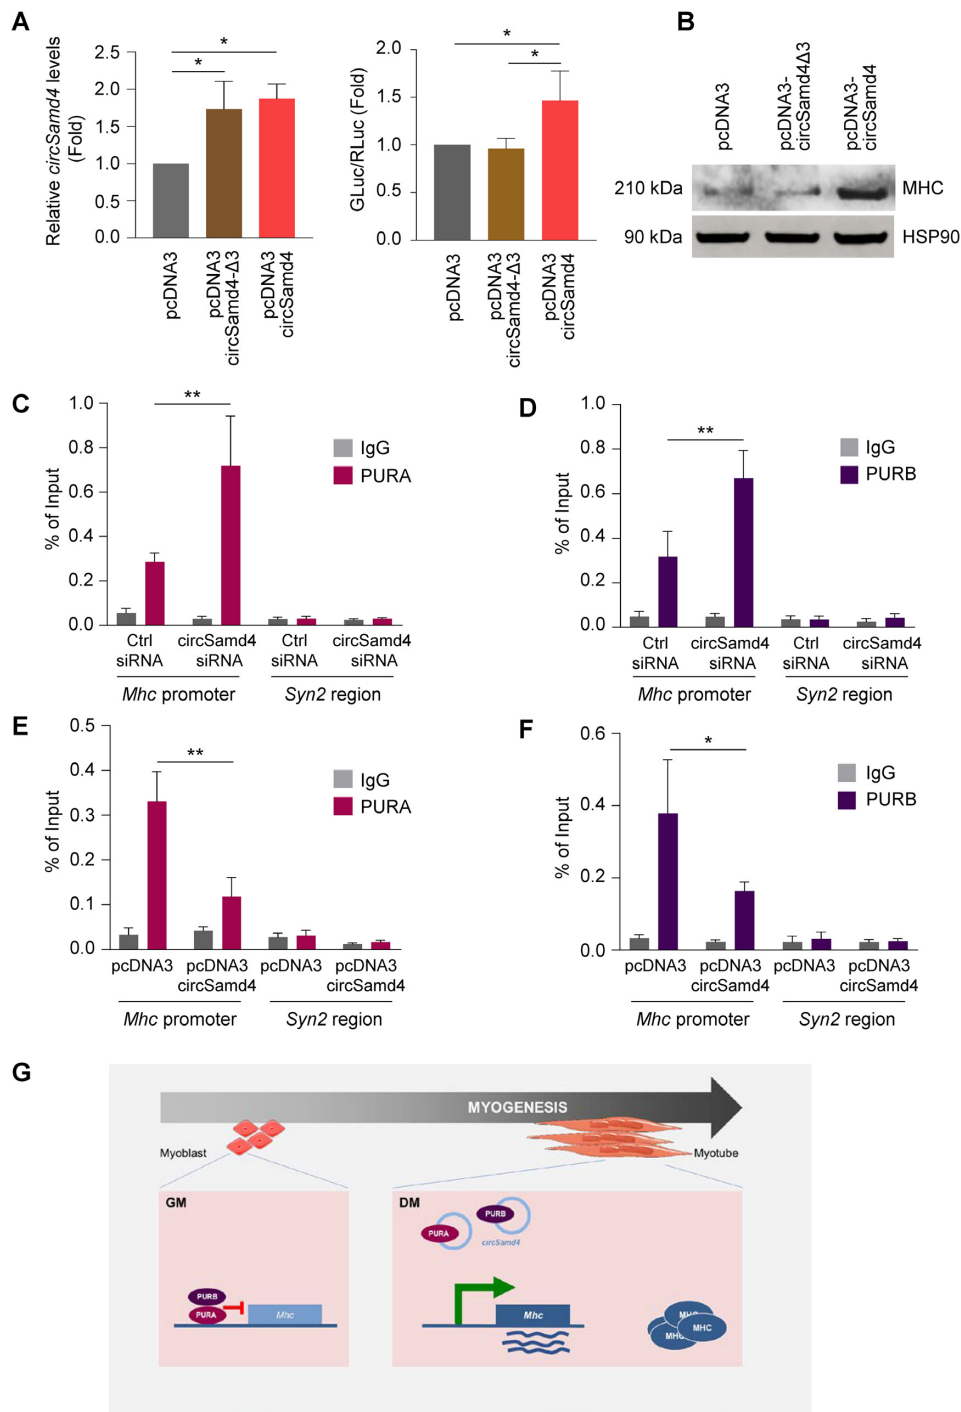 A
Relative circSamd4 levels
(Fold)
2.5
2.0
1.5
1.0
0.5
0.0
*
*
pcDNA3
pcDNA3
circSamd4-Δ3
pcDNA3
circSamd4
GLuc/RLuc (Fold)
2.0
1.5
1.0
0.5
0.0
*
*
pcDNA3
pcDNA3
circSamd4-Δ3
pcDNA3
circSamd4
B
pcDNA3
pcDNA3-
circSamd4Δ3
pcDNA3-
circSamd4
210 kDa
MHC
90 kDa
HSP90
C
% of Input
1.0
0.8
0.6
0.4
0.2
0.0
**
IgG
PURA
Ctrl
siRNA
circSamd4
siRNA
Ctrl
siRNA
circSamd4
siRNA
Mhc promoter
Syn2 region
D
% of Input
1.0
0.8
0.6
0.4
0.2
0.0
**
IgG
PURB
Ctrl
siRNA
circSamd4
siRNA
Ctrl
siRNA
circSamd4
siRNA
Mhc promoter
Syn2 region
E
% of Input
0.5
0.4
0.3
0.2
0.1
0.0
**
IgG
PURA
pcDNA3
pcDNA3
circSamd4
pcDNA3
pcDNA3
circSamd4
Mhc promoter
Syn2 region
F
% of Input
0.6
0.4
0.2
0.0
*
IgG
PURB
pcDNA3
pcDNA3
circSamd4
pcDNA3
pcDNA3
circSamd4
Mhc promoter
Syn2 region
G
MYOGENESIS
Myoblast
Myotube
GM
PURB
PURA
Mhc
DM
PURA
PURB
circSamd4
Mhc
MHC
MHC
MHC